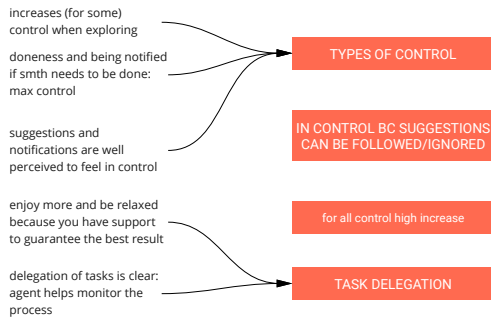 increases (for some)
control when exploring
doneness and being notified
if smth needs to be done:
max control
suggestions and
notifications are well
perceived to feel in control
enjoy more and be relaxed
because you have support
to guarantee the best result
delegation of tasks is clear:
agent helps monitor the
process
TYPES OF CONTROL
IN CONTROL BC SUGGESTIONS
CAN BE FOLLOWED/IGNORED
for all control high increase
TASK DELEGATION